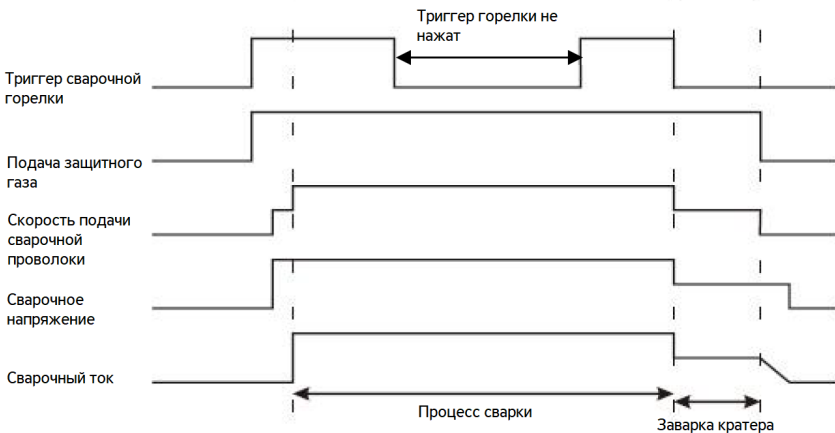 Триггер горелки не
нажат
Триггер сварочной
горелки
Подача защитного
газа
Скорость подачи
сварочной
проволоки
Сварочное
напряжение
Сварочный ток
Процесс сварки
Заварка кратера